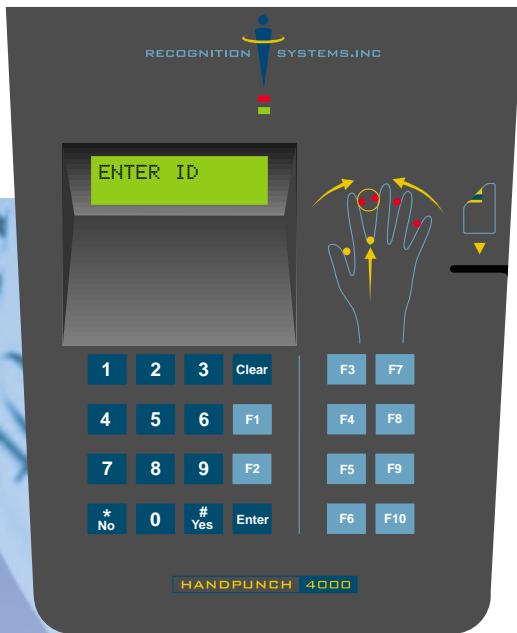 RECOGNITION SYSTEMS.INC
ENTER ID
1 2 3 Clear F3 F7
4 5 6 F1 F4 F8
7 8 9 F2 F5 F9
* No 0 # Yes Enter F6 F10
HANDPUNCH 4000